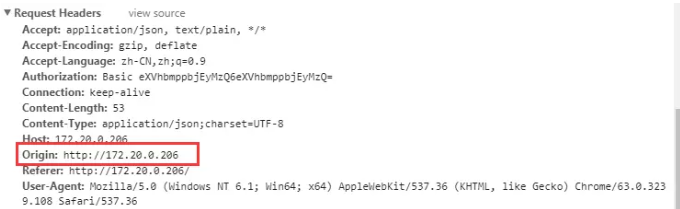 ▼ Request Headers view source
Accept: application/json, text/plain, */*
Accept-Encoding: gzip, deflate
Accept-Language: zh-CN,zh;q=0.9
Authorization: Basic eXVhbmppbjEyMzQ6eXVhbmppbjEyMzQ=
Connection: keep-alive
Content-Length: 53
Content-Type: application/json;charset=UTF-8
Host: 172.20.0.206
Origin: http://172.20.0.206
Referer: http://172.20.0.206/
User-Agent: Mozilla/5.0 (Windows NT 6.1; Win64; x64) AppleWebKit/537.36 (KHTML, like Gecko) Chrome/63.0.323
9.108 Safari/537.36